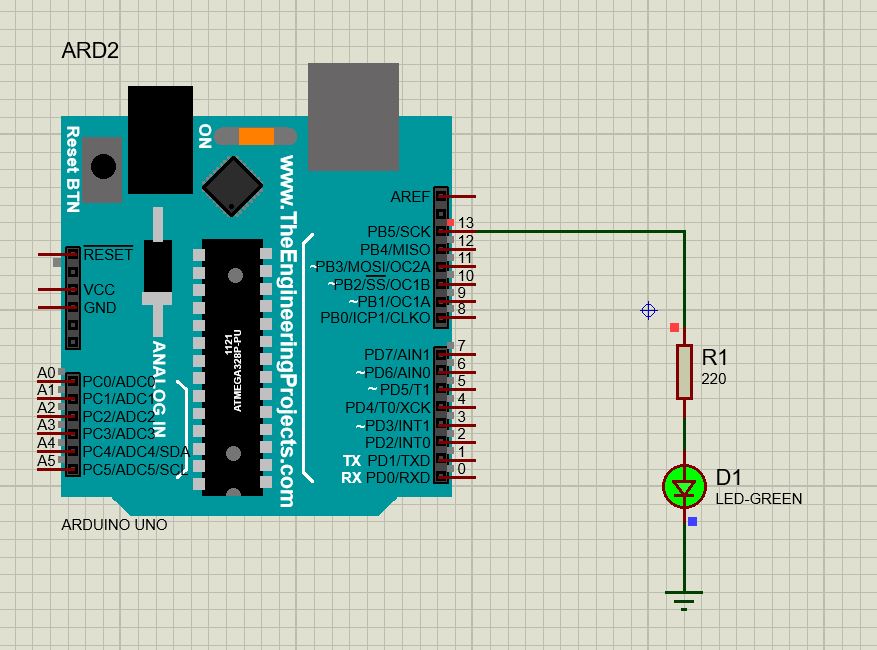 ARD2
Reset BTN
ON
www.TheEngineeringProjects.com
RESET
VCC
GND
ANALOG IN
1121
ATMEGA328P-PU
A0 PC0/ADC0
A1 PC1/ADC1
A2 PC2/ADC2
A3 PC3/ADC3
A4 PC4/ADC4/SDA
A5 PC5/ADC5/SCL
AREF
PB5/SCK 13
PB4/MISO 12
~PB3/MOSI/OC2A 11
~PB2/SS/OC1B 10
~PB1/OC1A 9
PB0/ICP1/CLKO 8
PD7/AIN1 7
~PD6/AIN0 6
~PD5/T1 5
PD4/T0/XCK 4
~PD3/INT1 3
PD2/INT0 2
TX PD1/TXD 1
RX PD0/RXD 0
ARDUINO UNO
R1
220
D1
LED-GREEN